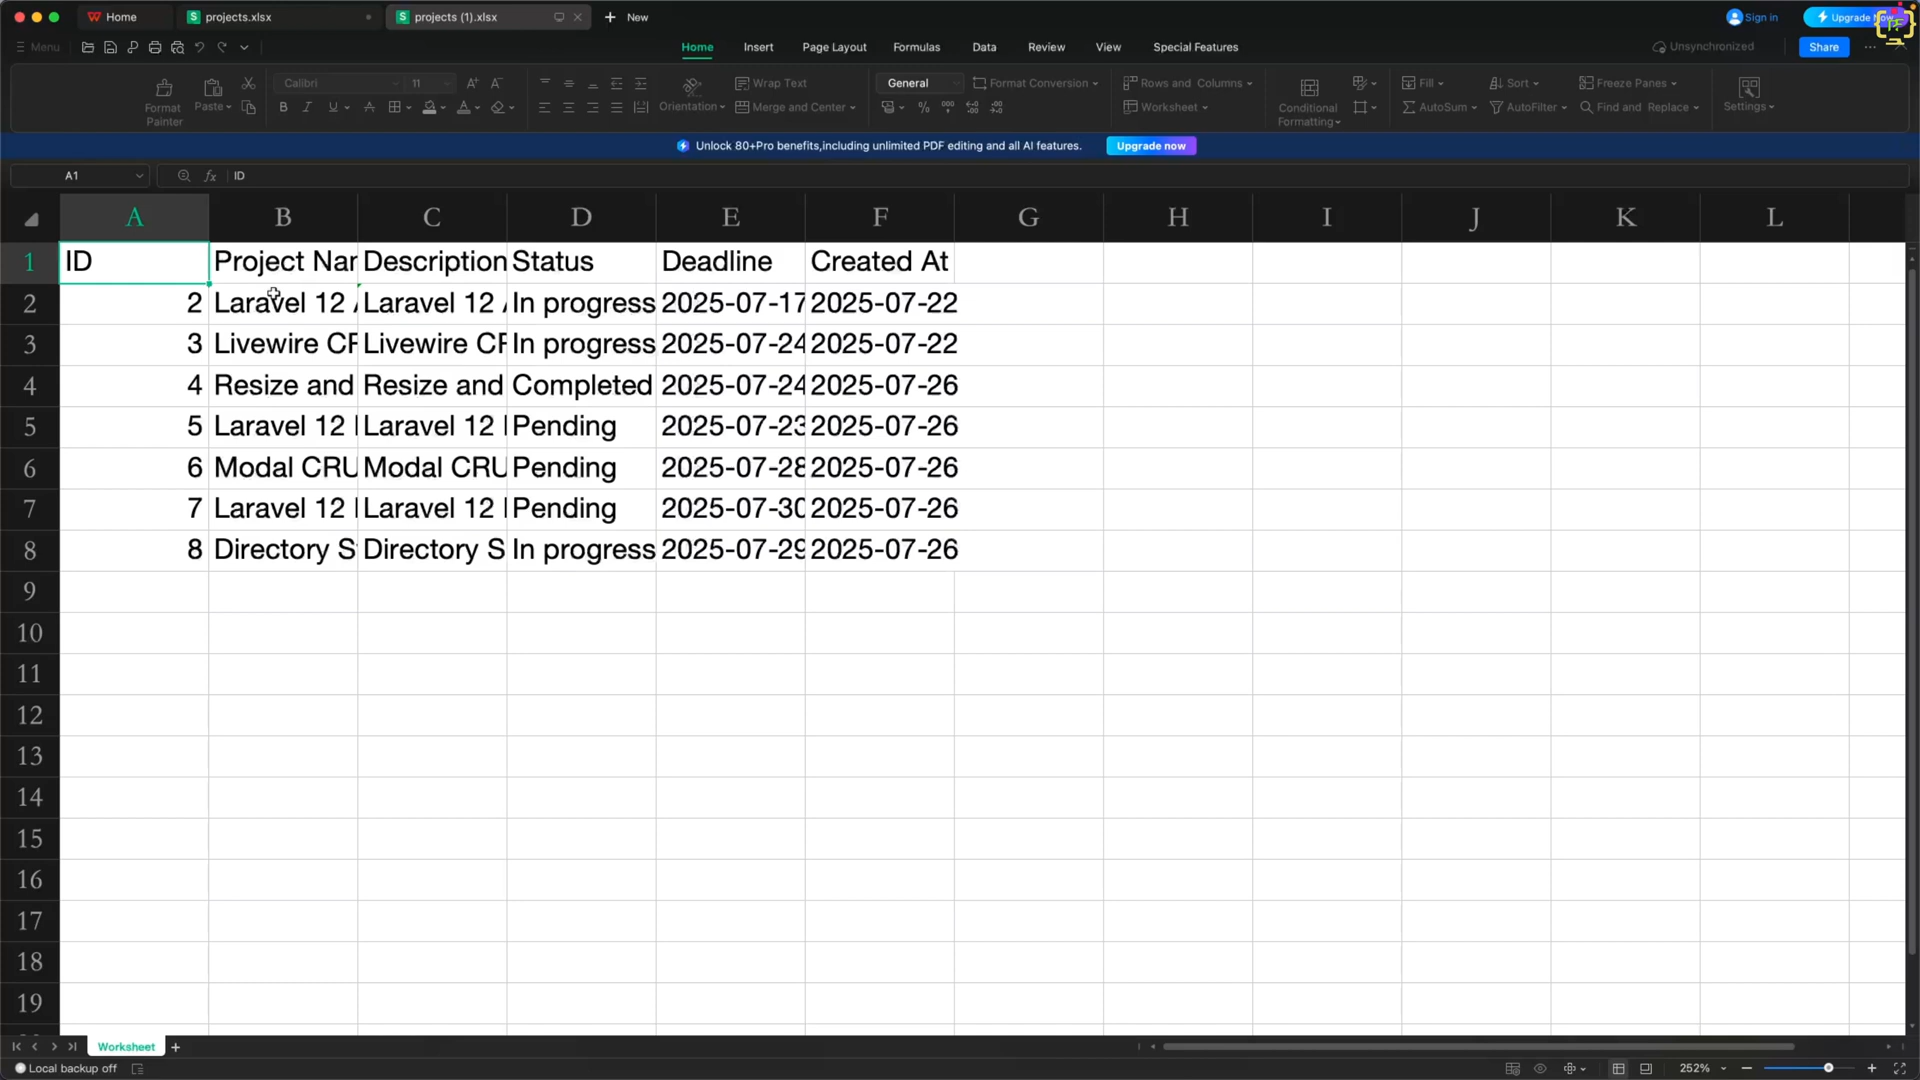 Home projects.xlsx projects (1).xlsx New Sign in Upgrade
Menu Home Insert Page Layout Formulas Data Review View Special Features Unsynchronized Share
Calibri 11 Wrap Text General Format Conversion Rows and Columns Fill Sort Freeze Panes
Format Painter Paste Orientation Merge and Center Worksheet Conditional Formatting AutoSum AutoFilter Find and Replace Settings
Unlock 80+Pro benefits,including unlimited PDF editing and all AI features. Upgrade now
A1 fx ID
A B C D E F G H I J K L
1 ID Project Nar Description Status Deadline Created At
2 2 Laravel 12 Laravel 12 In progress 2025-07-17 2025-07-22
3 3 Livewire CF Livewire CF In progress 2025-07-24 2025-07-22
4 4 Resize and Resize and Completed 2025-07-24 2025-07-26
5 5 Laravel 12 Laravel 12 Pending 2025-07-23 2025-07-26
6 6 Modal CRU Modal CRU Pending 2025-07-28 2025-07-26
7 7 Laravel 12 Laravel 12 Pending 2025-07-30 2025-07-26
8 8 Directory S Directory S In progress 2025-07-29 2025-07-26
9
10
11
12
13
14
15
16
17
18
19
Worksheet
Local backup off 252%